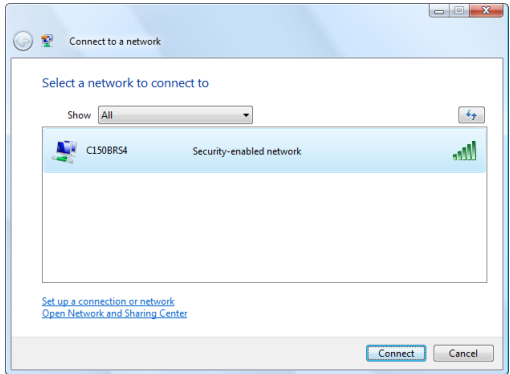 Connect to a network
Select a network to connect to
Show All
C150BRS4 Security-enabled network
Set up a connection or network
Open Network and Sharing Center
Connect Cancel